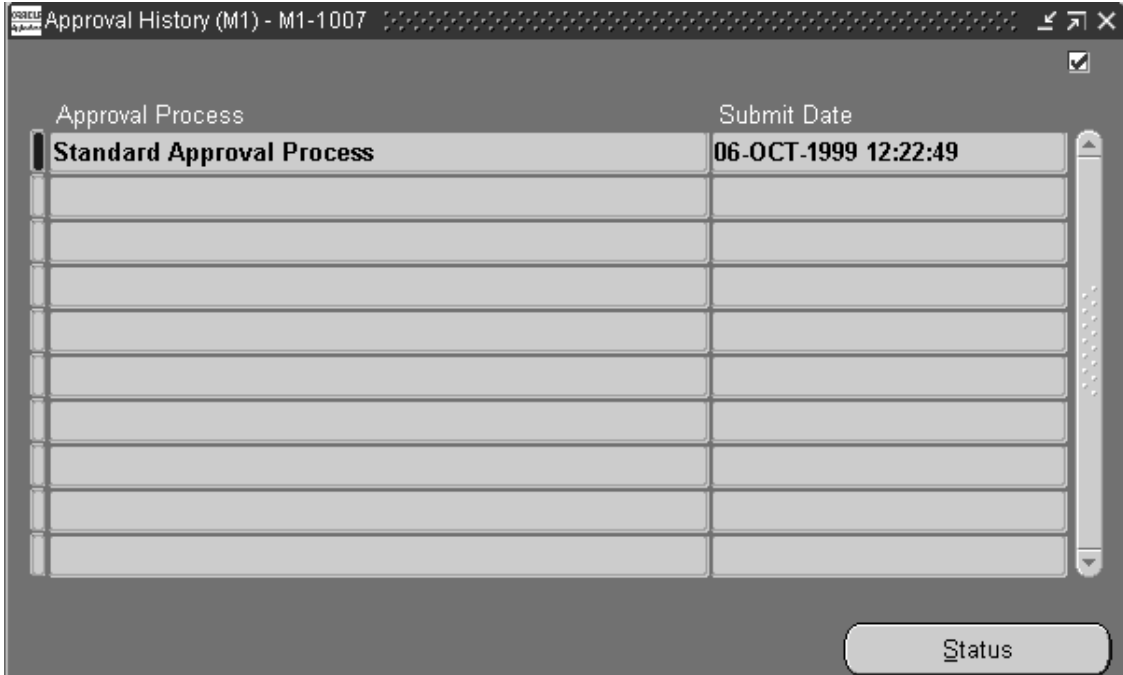 ORACLE
Approval History (M1) - M1-1007
Approval Process Submit Date
Standard Approval Process 06-OCT-1999 12:22:49
Status